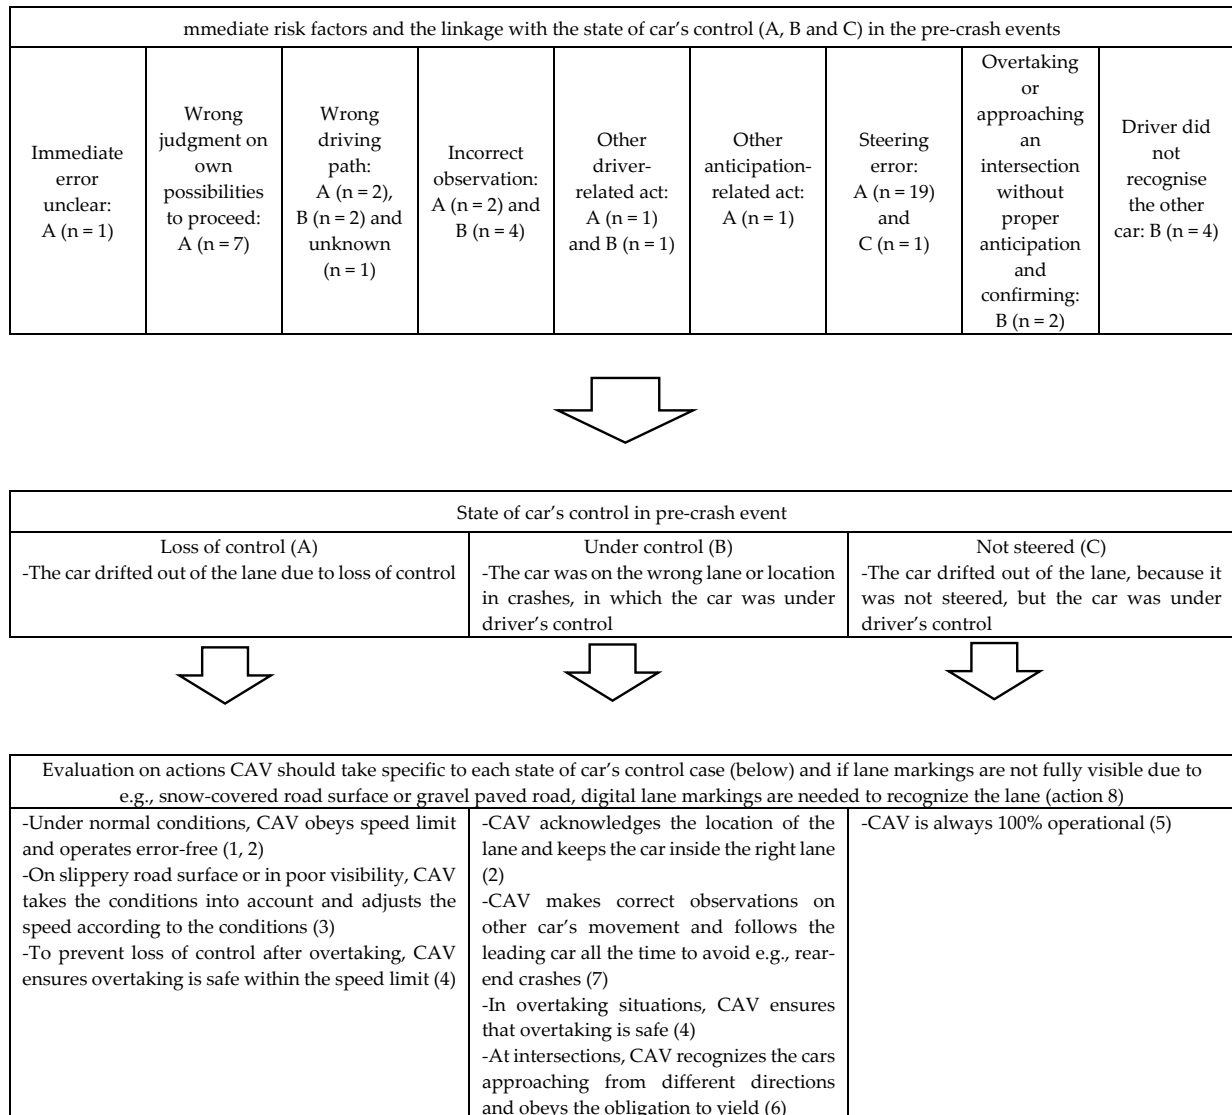 mmediate risk factors and the linkage with the state of car's control (A, B and C) in the pre-crash events
Immediate
error
unclear:
A (n = 1)
Wrong
judgment on
own
possibilities
to proceed:
A (n = 7)
Wrong
driving
path:
A (n = 2),
B (n = 2) and
unknown
(n = 1)
Incorrect
observation:
A (n = 2) and
B (n = 4)
Other
driver-
related act:
A (n = 1)
and B (n = 1)
Other
anticipation-
related act:
A (n = 1)
Steering
error:
A (n = 19)
and
C (n = 1)
Overtaking
or
approaching
an
intersection
without
proper
anticipation
and
confirming:
B (n = 2)
Driver did
not
recognise
the other
car: B (n = 4)
State of car's control in pre-crash event
Loss of control (A)
-The car drifted out of the lane due to loss of control
Under control (B)
-The car was on the wrong lane or location
in crashes, in which the car was under
driver's control
Not steered (C)
-The car drifted out of the lane, because it
was not steered, but the car was under
driver's control
Evaluation on actions CAV should take specific to each state of car's control case (below) and if lane markings are not fully visible due to
e.g., snow-covered road surface or gravel paved road, digital lane markings are needed to recognize the lane (action 8)
-Under normal conditions, CAV obeys speed limit
and operates error-free (1, 2)
-On slippery road surface or in poor visibility, CAV
takes the conditions into account and adjusts the
speed according to the conditions (3)
-To prevent loss of control after overtaking, CAV
ensures overtaking is safe within the speed limit (4)
-CAV acknowledges the location of the
lane and keeps the car inside the right lane
(2)
-CAV makes correct observations on
other car's movement and follows the
leading car all the time to avoid e.g., rear-
end crashes (7)
-In overtaking situations, CAV ensures
that overtaking is safe (4)
-At intersections, CAV recognizes the cars
approaching from different directions
and obeys the obligation to yield (6)
-CAV is always 100% operational (5)